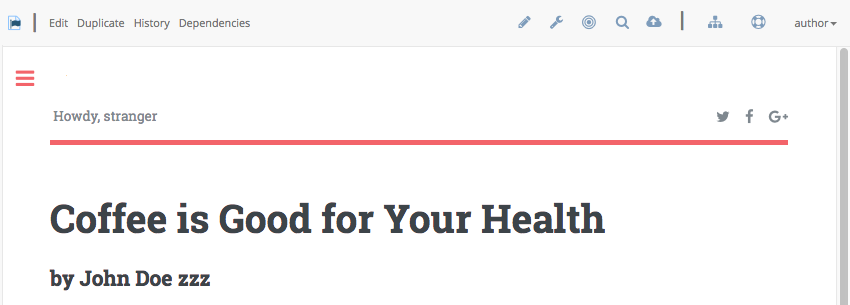 Edit Duplicate History Dependencies author
Howdy, stranger
Coffee is Good for Your Health
by John Doe zzz